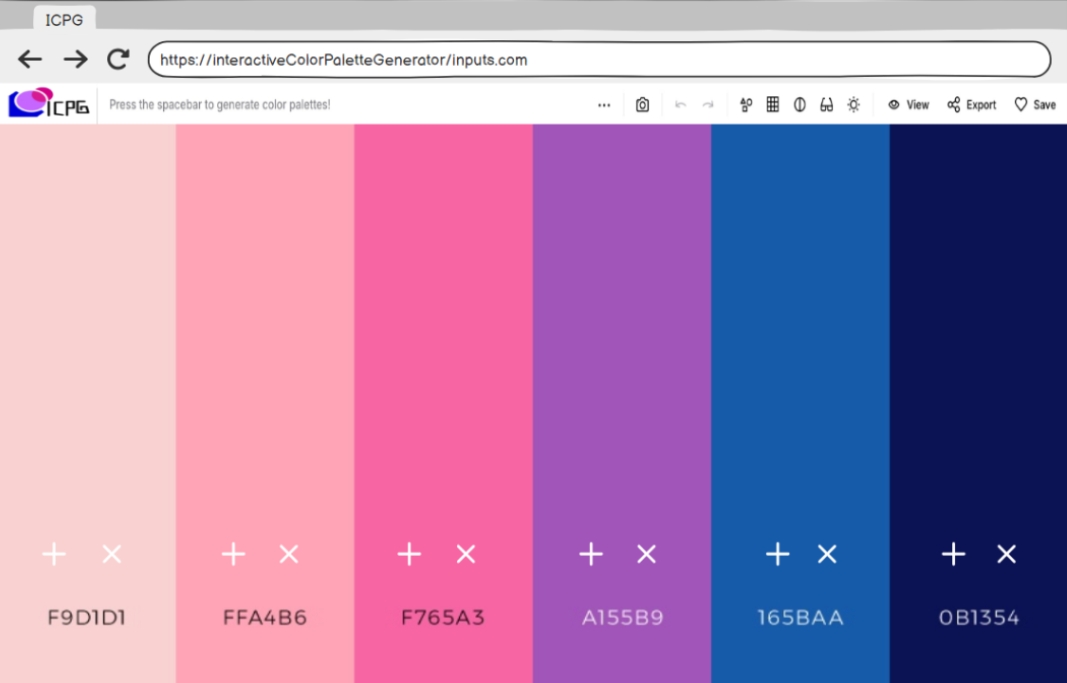 ICPG
https://interactiveColorPaletteGenerator/inputs.com
ICPG Press the spacebar to generate color palettes! View Export Save
F9D1D1 FFA4B6 F765A3 A155B9 165BAA 0B1354